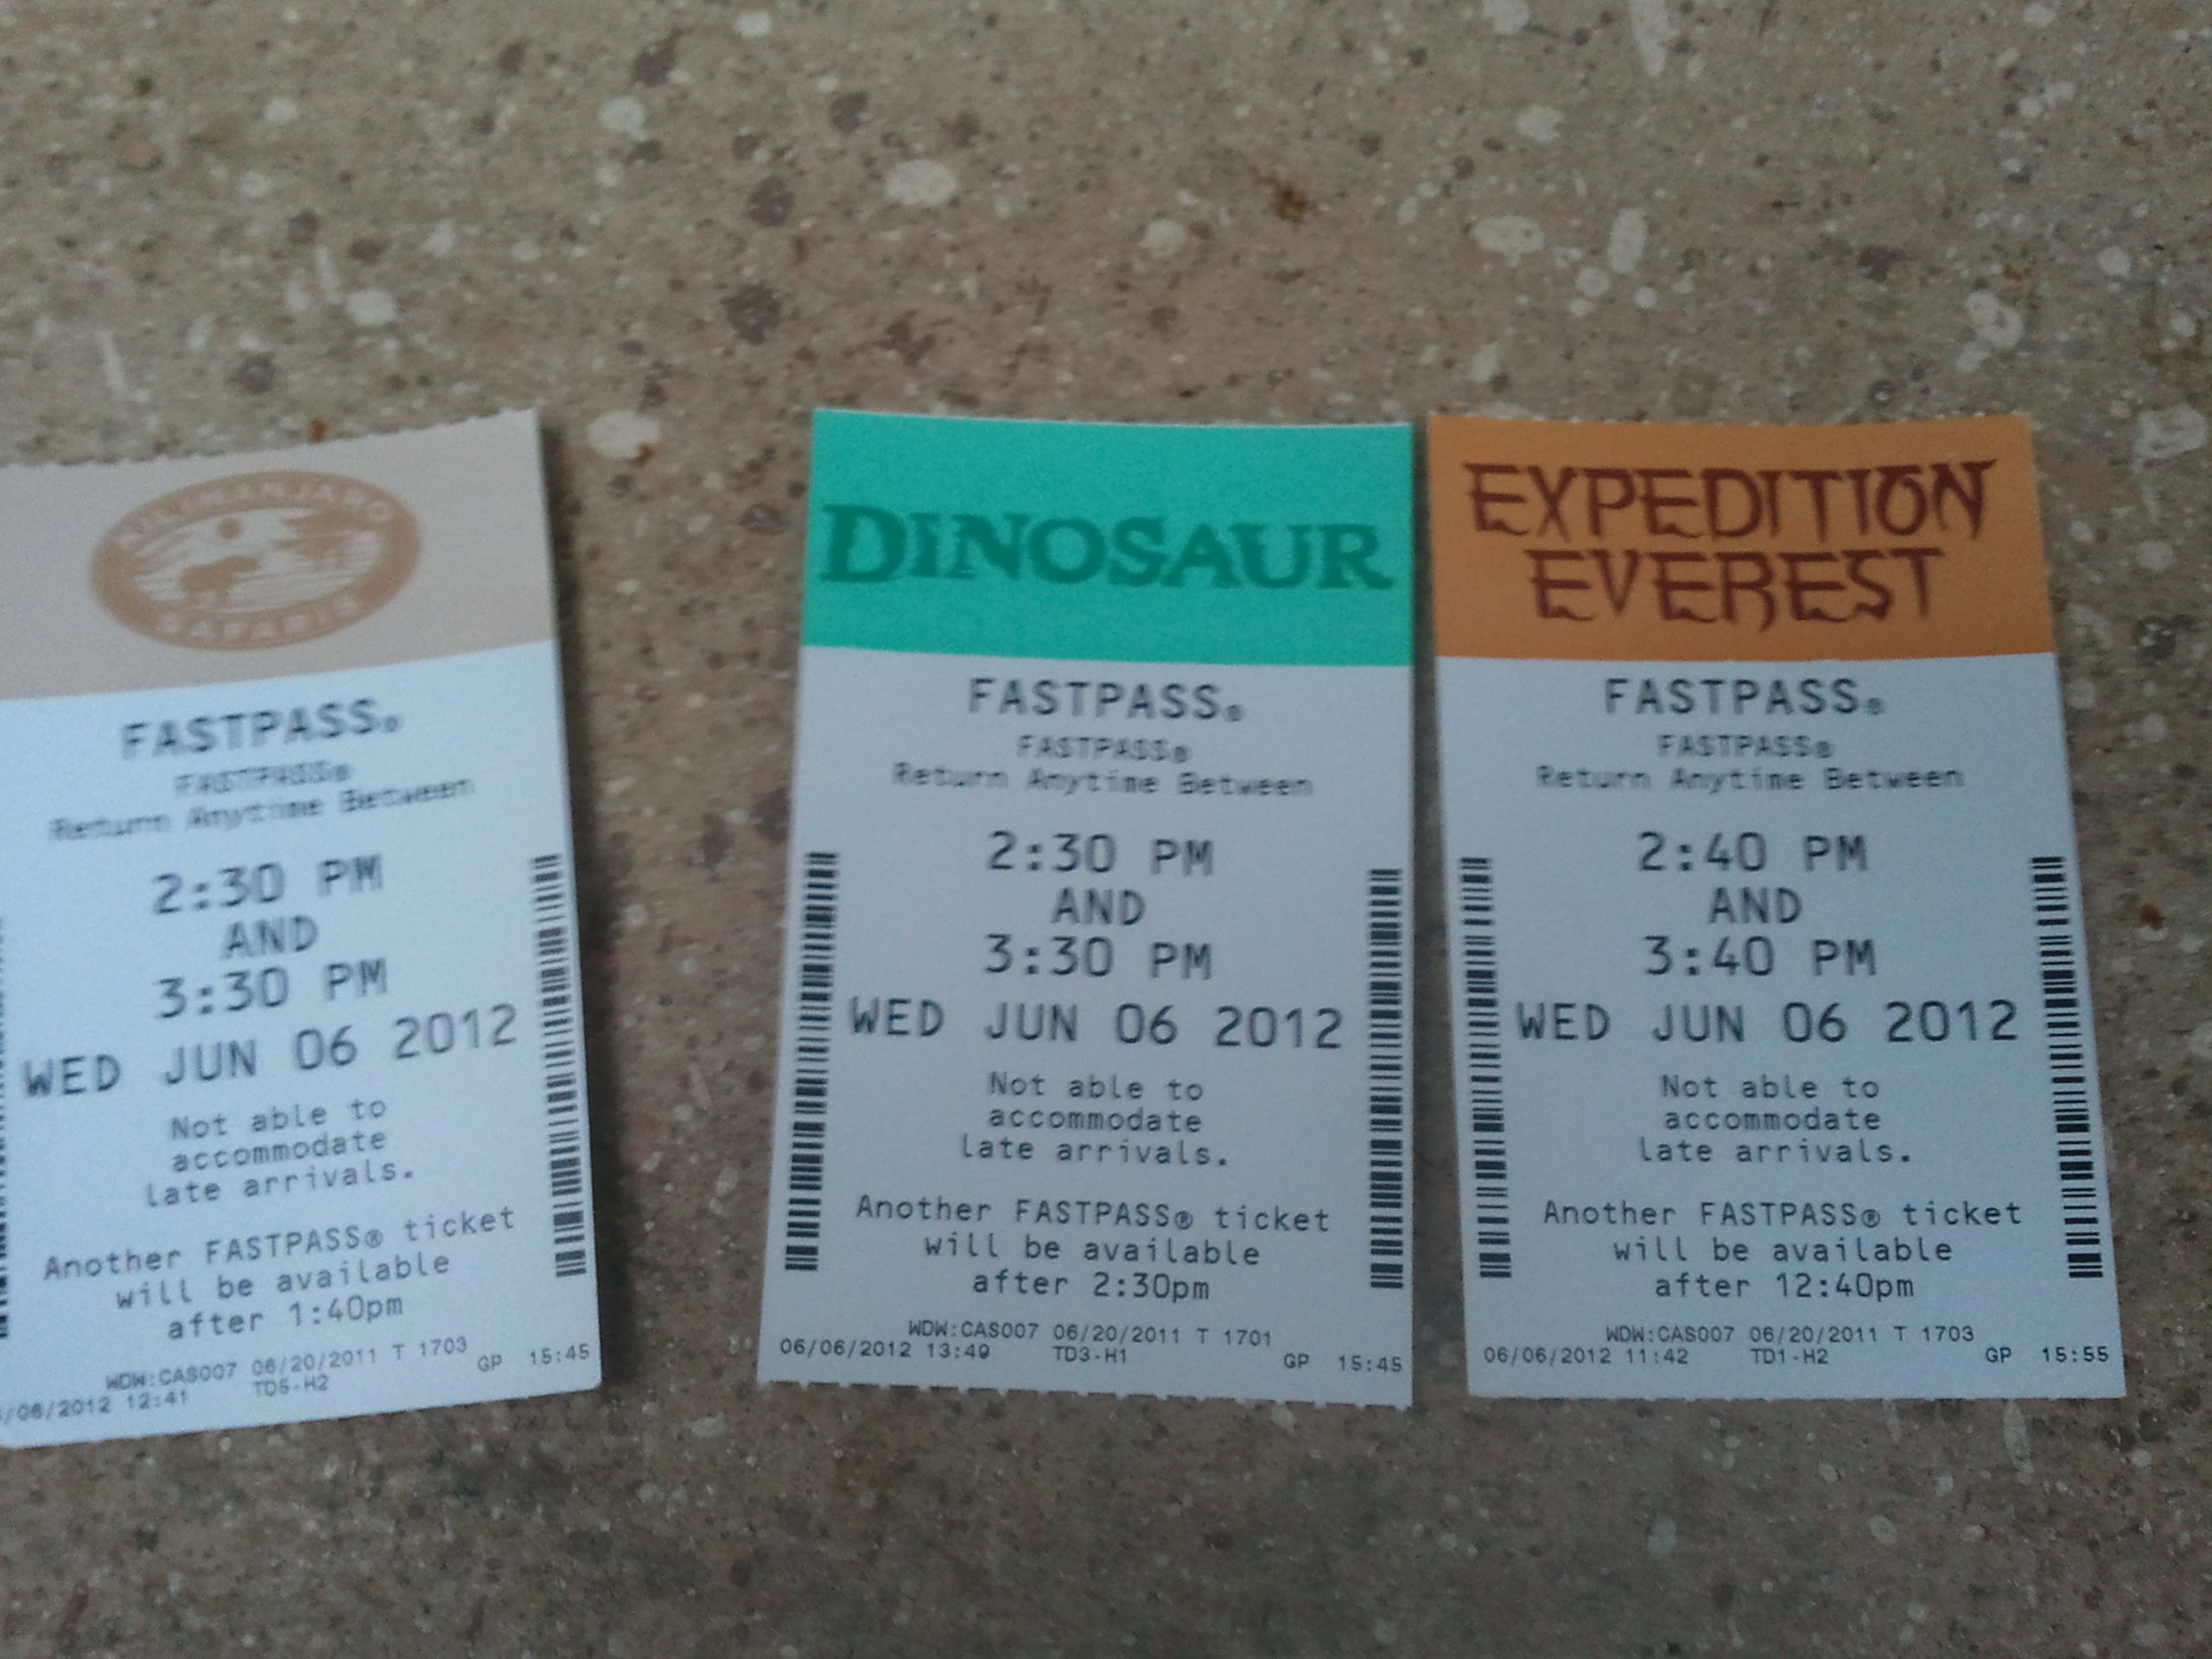 KILIMANJARO
SAFARIS
FASTPASS®
FASTPASS®
Return Anytime Between
2:30 PM
AND
3:30 PM
WED JUN 06 2012
Not able to
accommodate
late arrivals.
Another FASTPASS® ticket
will be available
after 1:40pm
WDW:CAS007 06/20/2011 T 1703
/06/2012 12:41 TD5-H2 GP 15:45
DINOSAUR
FASTPASS®
FASTPASS®
Return Anytime Between
2:30 PM
AND
3:30 PM
WED JUN 06 2012
Not able to
accommodate
late arrivals.
Another FASTPASS® ticket
will be available
after 2:30pm
WDW:CAS007 06/20/2011 T 1701
06/06/2012 13:49 TD3-H1 GP 15:45
EXPEDITION
EVEREST
FASTPASS®
FASTPASS®
Return Anytime Between
2:40 PM
AND
3:40 PM
WED JUN 06 2012
Not able to
accommodate
late arrivals.
Another FASTPASS® ticket
will be available
after 12:40pm
WDW:CAS007 06/20/2011 T 1703
06/06/2012 11:42 TD1-H2 GP 15:55